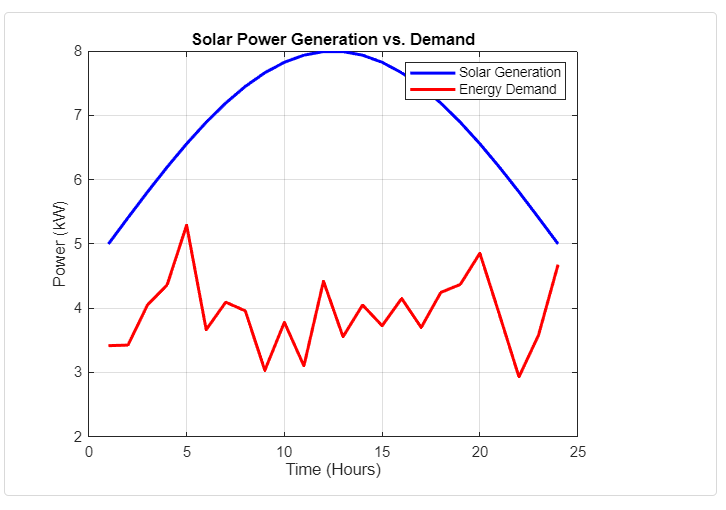 Solar Power Generation vs. Demand
8
7
6
5
4
3
2
Power (kW)
Solar Generation
Energy Demand
0
5
10
15
20
25
Time (Hours)